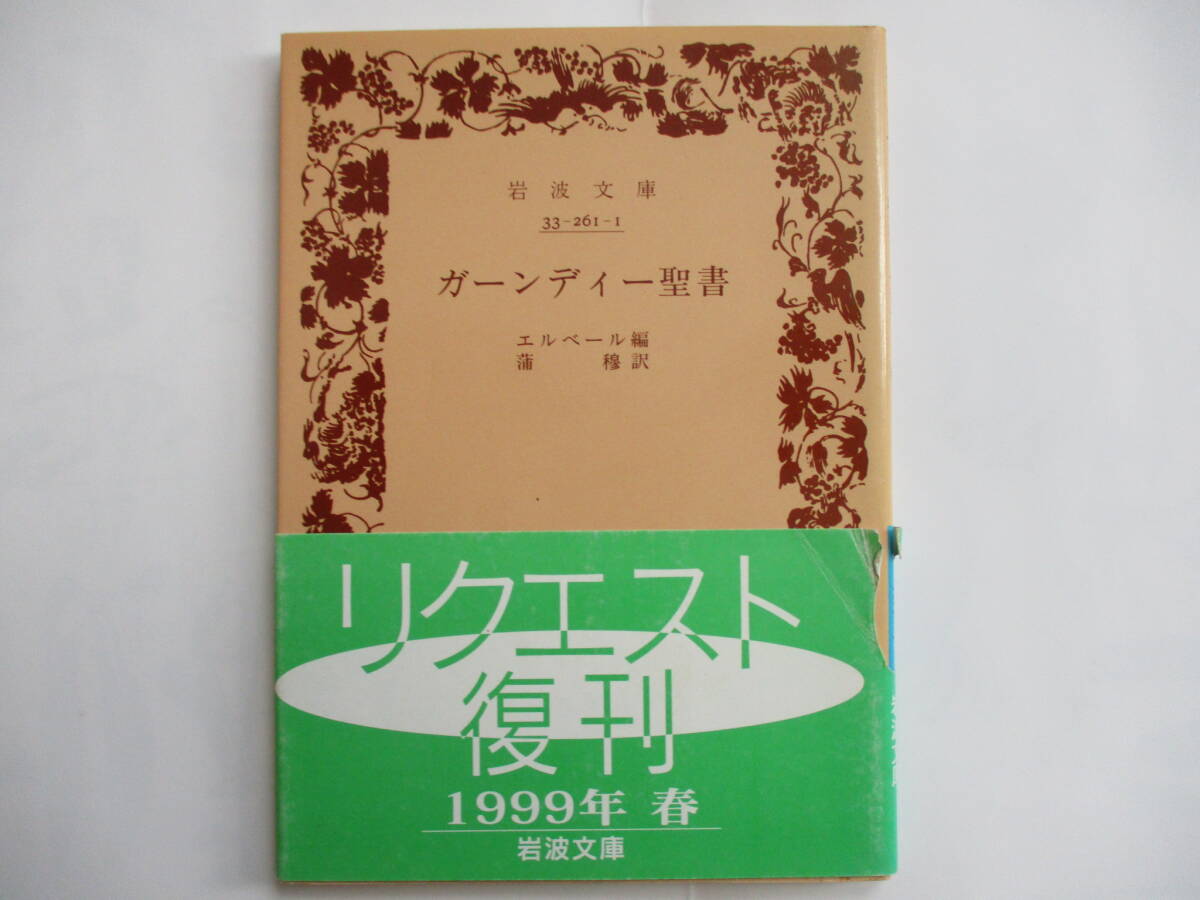 岩波文庫
33-261-1
ガーンディー聖書
エルベール編
蒲 穆訳
リクエスト
復刊
1999年 春
岩波文庫